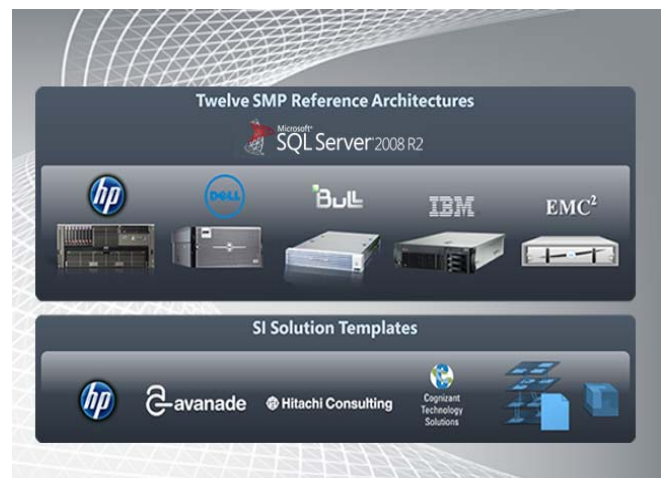 Twelve SMP Reference Architectures
Microsoft®
SQL Server® 2008 R2
hp
DELL
Bull
IBM
EMC²
SI Solution Templates
hp
avanade
Hitachi Consulting
Cognizant
Technology
Solutions